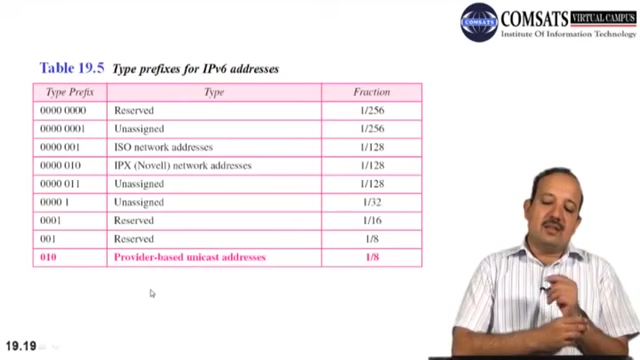 COMSATS VIRTUAL CAMPUS
Institute Of Information Technology
Table 19.5 Type prefixes for IPv6 addresses
Type Prefix Type Fraction
0000 0000 Reserved 1/256
0000 0001 Unassigned 1/256
0000 001 ISO network addresses 1/128
0000 010 IPX (Novell) network addresses 1/128
0000 011 Unassigned 1/128
0000 1 Unassigned 1/32
0001 Reserved 1/16
001 Reserved 1/8
010 Provider-based unicast addresses 1/8
19.19